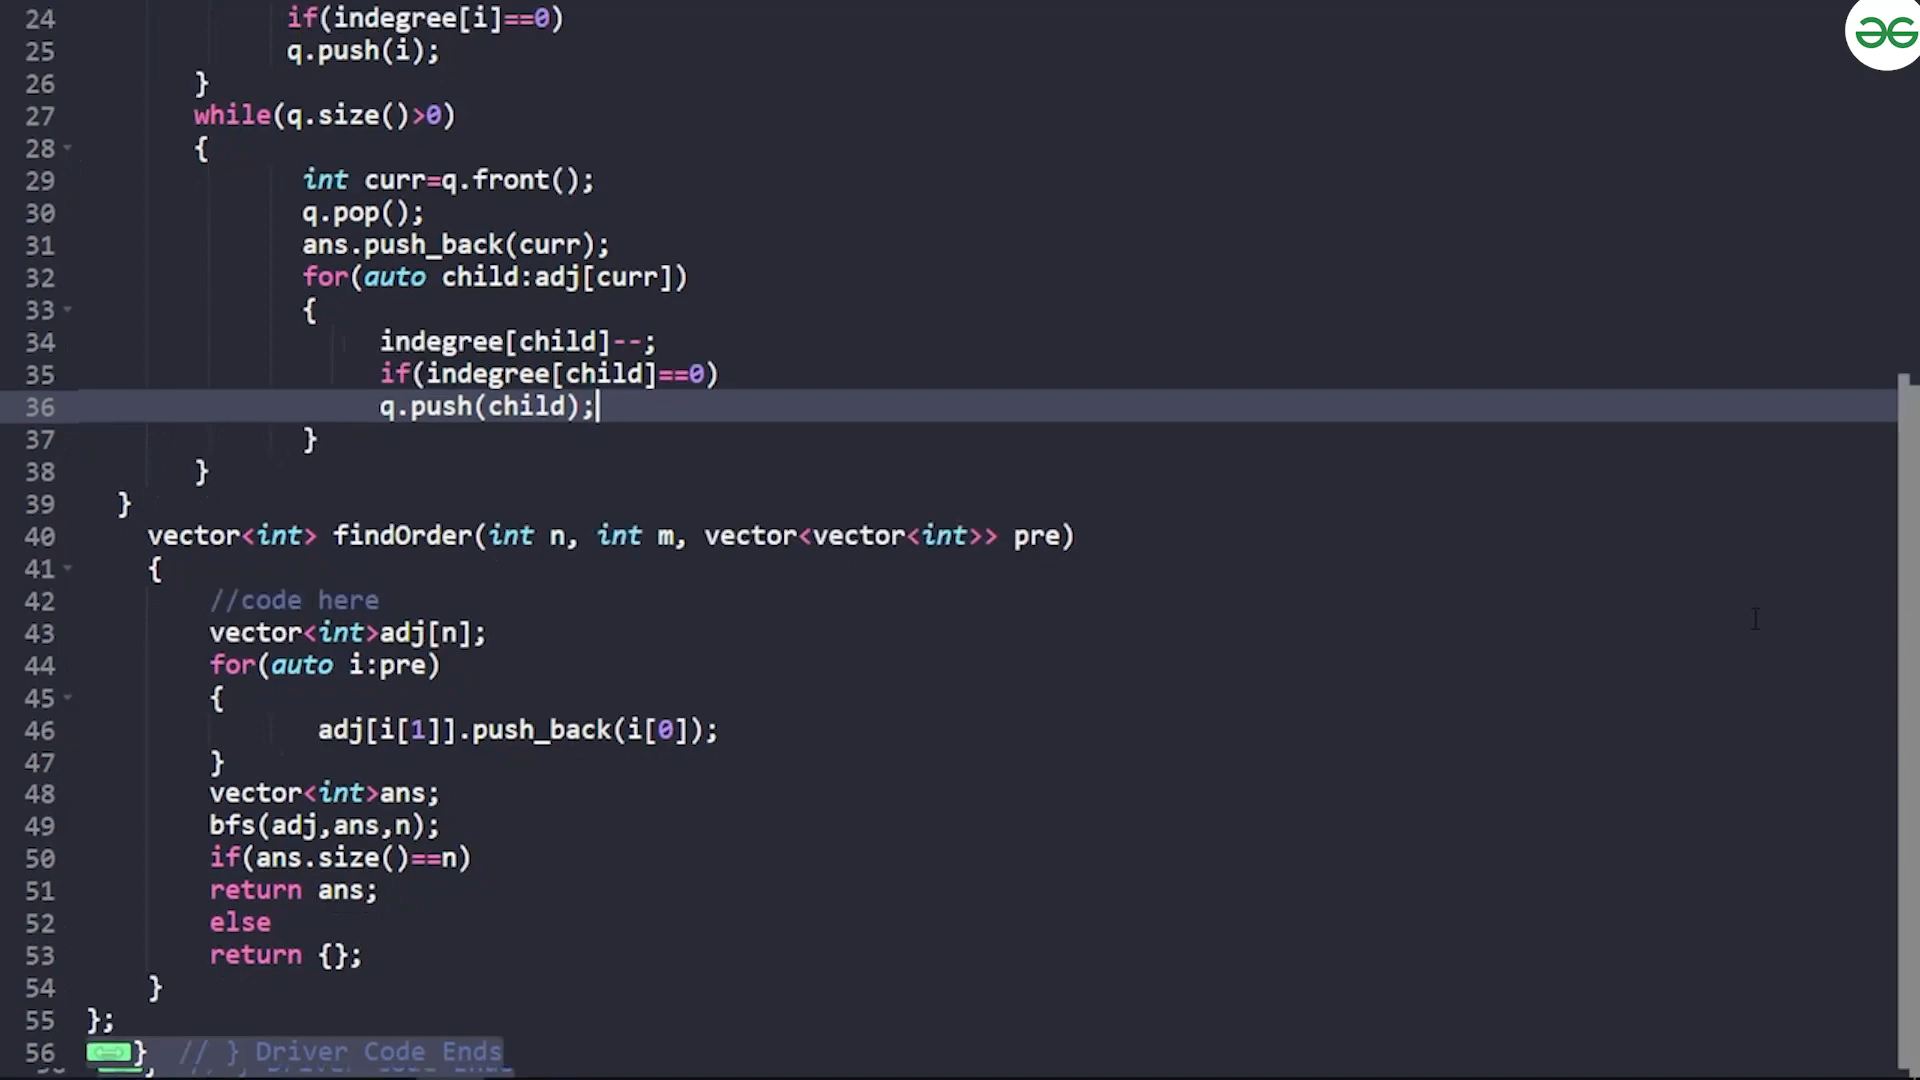 24 if(indegree[i]==0)
25 q.push(i);
26 }
27 while(q.size()>0)
28 {
29 int curr=q.front();
30 q.pop();
31 ans.push_back(curr);
32 for(auto child:adj[curr])
33 {
34 indegree[child]--;
35 if(indegree[child]==0)
36 q.push(child);
37 }
38 }
39 }
40 vector<int> findOrder(int n, int m, vector<vector<int>> pre)
41 {
42 //code here
43 vector<int>adj[n];
44 for(auto i:pre)
45 {
46 adj[i[1]].push_back(i[0]);
47 }
48 vector<int>ans;
49 bfs(adj,ans,n);
50 if(ans.size()==n)
51 return ans;
52 else
53 return {};
54 }
55 };
56 } // } Driver Code Ends